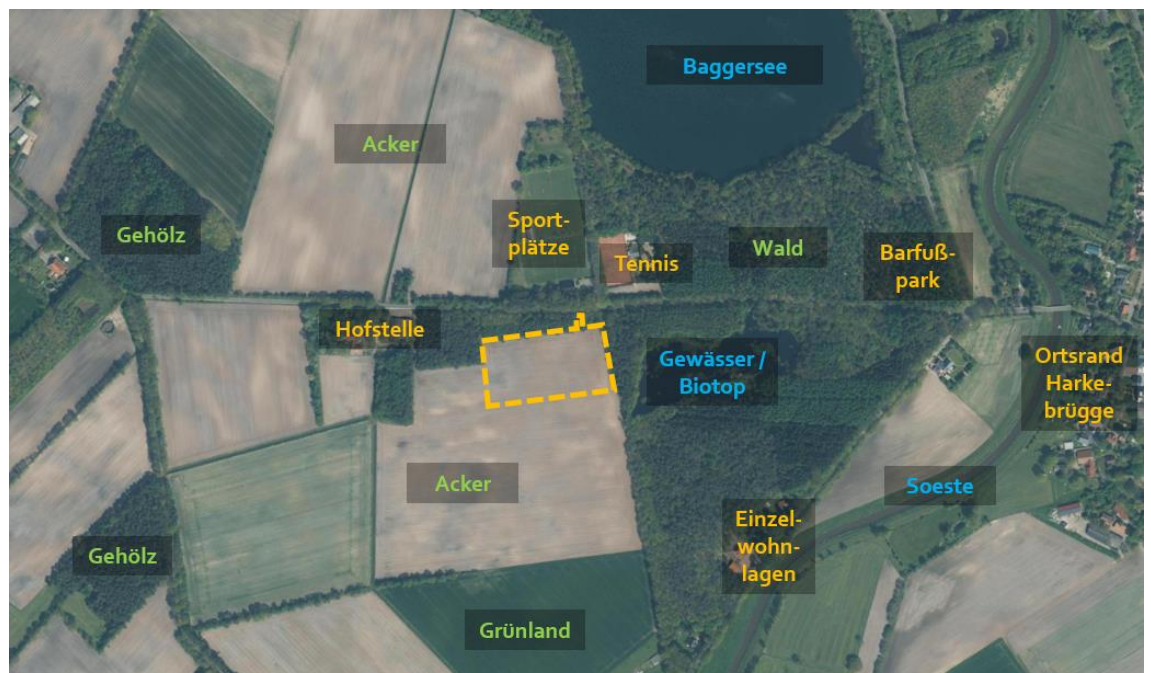 Baggersee
Acker
Sport-
plätze
Gehölz
Tennis
Wald
Barfuß-
park
Hofstelle
Gewässer /
Biotop
Ortsrand
Harke-
brügge
Acker
Soeste
Einzel-
wohn-
lagen
Gehölz
Grünland